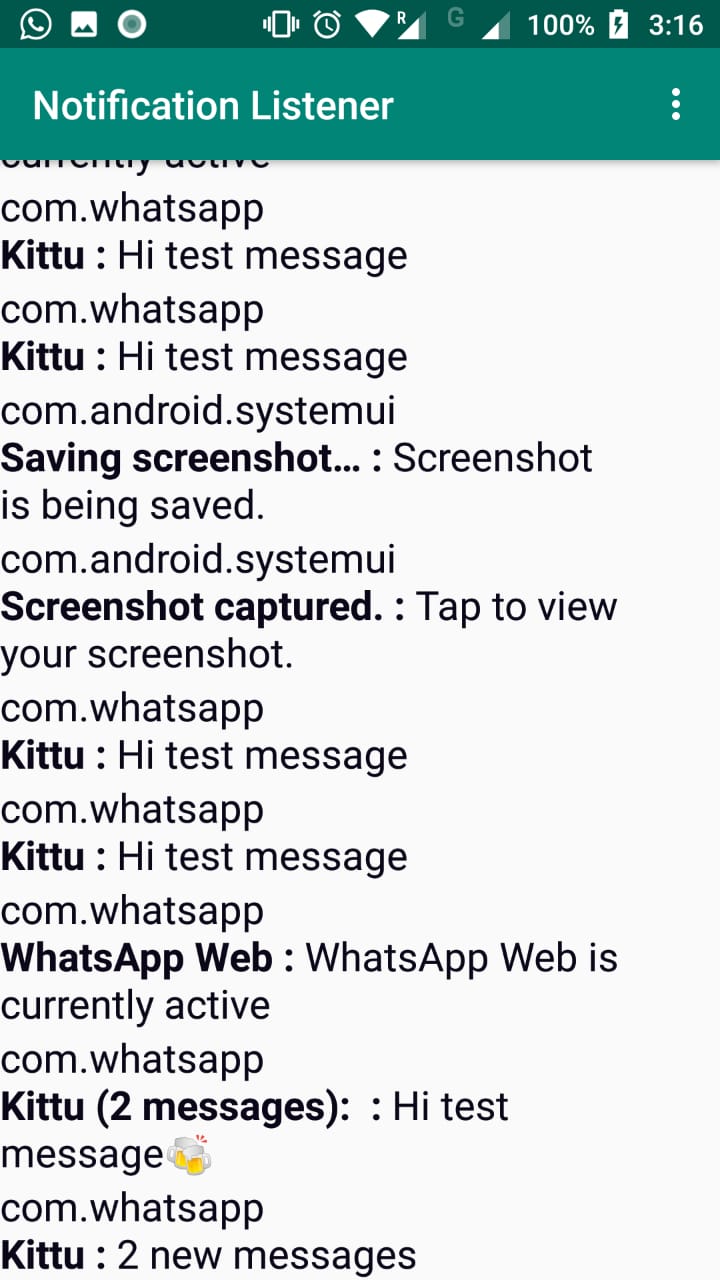 R
G
100%
3:16
Notification Listener
currently active
com.whatsapp
Kittu : Hi test message
com.whatsapp
Kittu : Hi test message
com.android.systemui
Saving screenshot... : Screenshot
is being saved.
com.android.systemui
Screenshot captured. : Tap to view
your screenshot.
com.whatsapp
Kittu : Hi test message
com.whatsapp
Kittu : Hi test message
com.whatsapp
WhatsApp Web : WhatsApp Web is
currently active
com.whatsapp
Kittu (2 messages):  : Hi test
message🍻
com.whatsapp
Kittu : 2 new messages